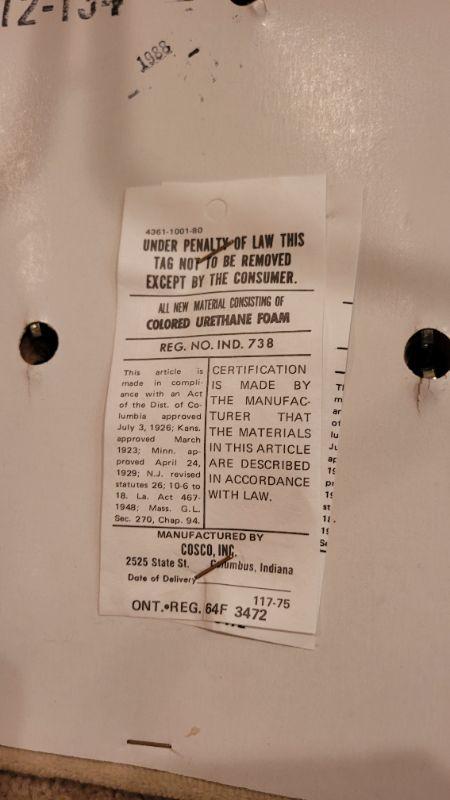 1988
4361-1001-80
UNDER PENALTY OF LAW THIS
TAG NOT TO BE REMOVED
EXCEPT BY THE CONSUMER.
ALL NEW MATERIAL CONSISTING OF
COLORED URETHANE FOAM
REG. NO. IND. 738
This article is
made in compli-
ance with an Act
of the Dist. of Co-
lumbia approved
July 3, 1926; Kans.
approved March
1923; Minn. ap-
proved April 24,
1929; N.J. revised
statutes 26; 10-6 to
18. La. Act 467-
1948; Mass. G.L.
Sec. 270, Chap. 94.
CERTIFICATION
IS MADE BY
THE MANUFAC-
TURER THAT
THE MATERIALS
IN THIS ARTICLE
ARE DESCRIBED
IN ACCORDANCE
WITH LAW.
MANUFACTURED BY
COSCO, INC.
2525 State St. Columbus, Indiana
Date of Delivery
117-75
ONT.•REG. 64F 3472